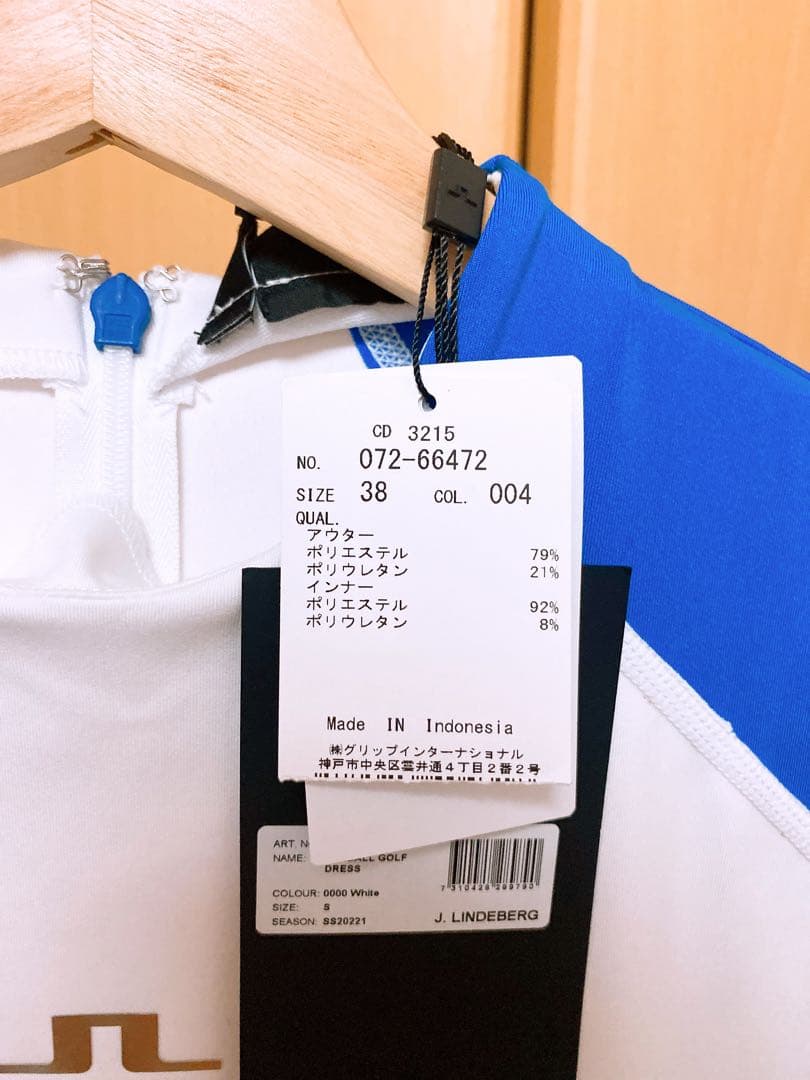 CD 3215
NO. 072-66472
SIZE 38 COL. 004
QUAL.
アウター
ポリエステル 79%
ポリウレタン 21%
インナー
ポリエステル 92%
ポリウレタン 8%
Made IN Indonesia
㈱グリップインターナショナル
神戸市中央区雲井通4丁目2番2号
ART. N
NAME: GOLF
DRESS
COLOUR: 0000 White
SIZE: S
SEASON: SS20221
7 310428 299790
J. LINDEBERG